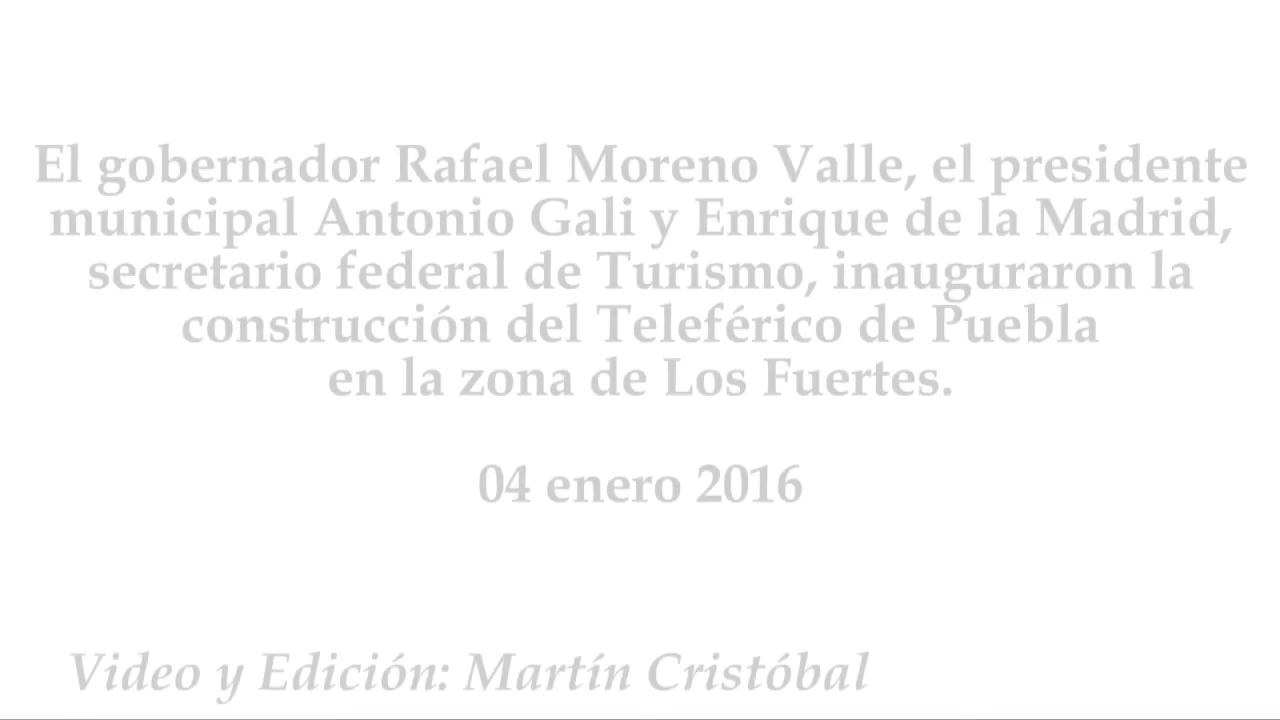 El gobernador Rafael Moreno Valle, el presidente
municipal Antonio Gali y Enrique de la Madrid,
secretario federal de Turismo, inauguraron la
construcción del Teleférico de Puebla
en la zona de Los Fuertes.
04 enero 2016
Video y Edición: Martín Cristóbal